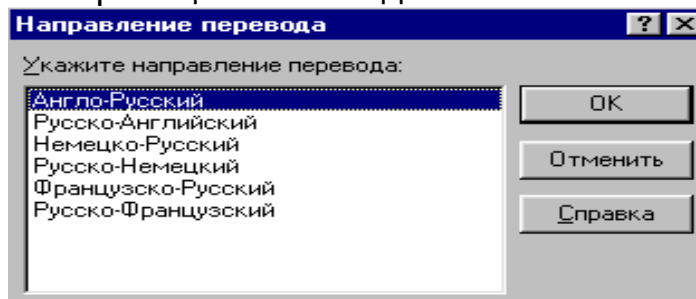 Направление перевода
Укажите направление перевода:
Англо-Русский
Русско-Английский
Немецко-Русский
Русско-Немецкий
Французско-Русский
Русско-Французский
OK
Отменить
Справка